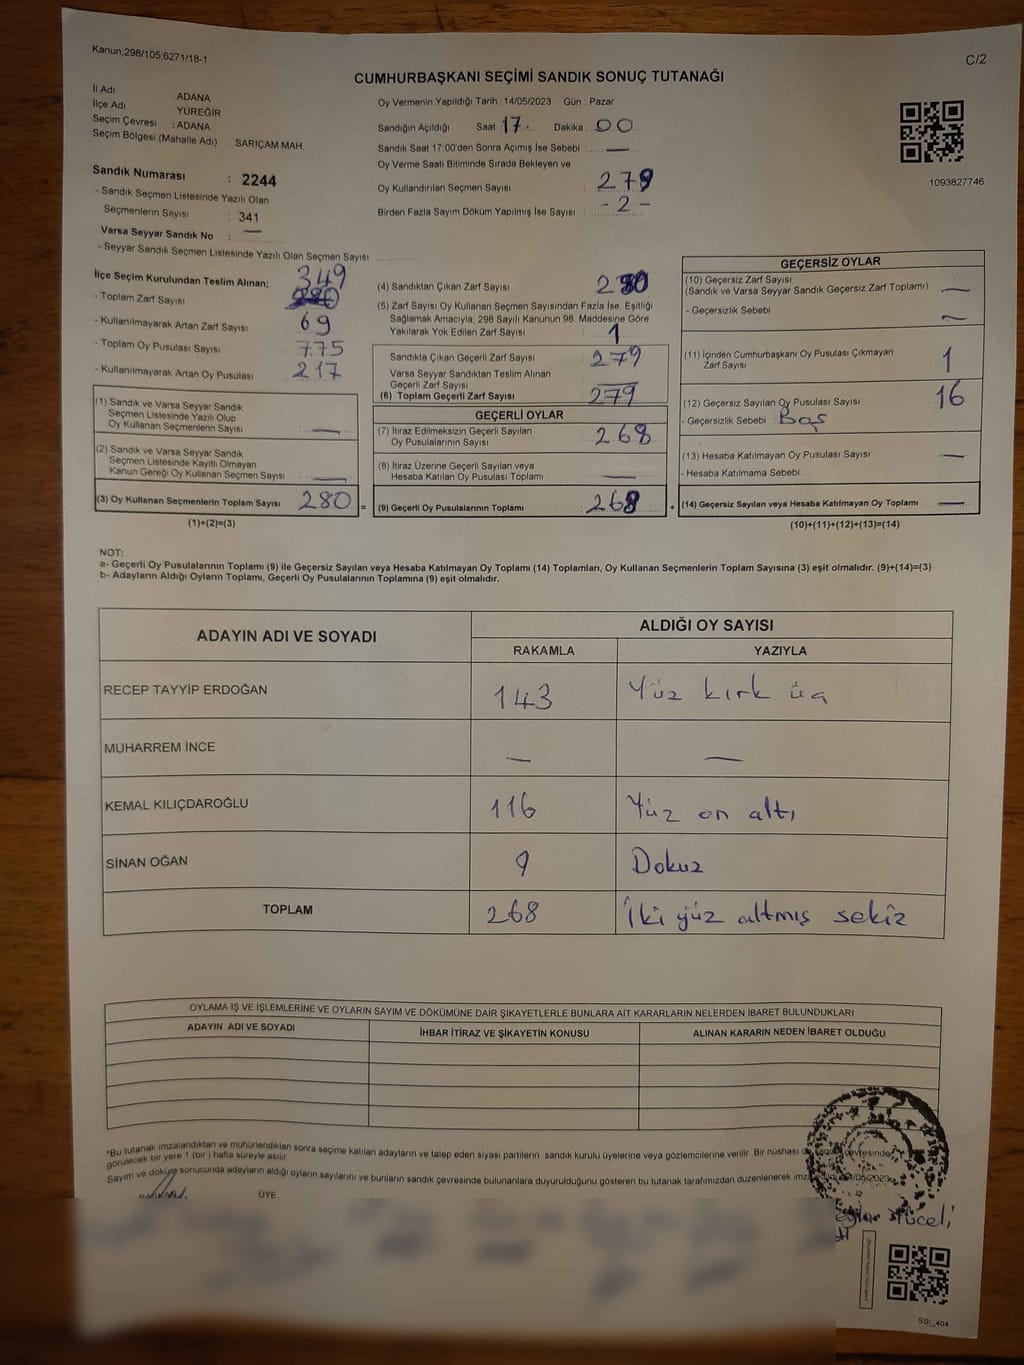 Kanun:298/105:6271/18-1
C/2
CUMHURBAŞKANI SEÇİMİ SANDIK SONUÇ TUTANAĞI
İl Adı ADANA
İlçe Adı YÜREĞİR
Seçim Çevresi : ADANA
Seçim Bölgesi (Mahalle Adı) : SARIÇAM MAH.
Sandık Numarası : 2244
- Sandık Seçmen Listesinde Yazılı Olan
Seçmenlerin Sayısı : 341
Varsa Seyyar Sandık No : —
- Seyyar Sandık Seçmen Listesinde Yazılı Olan Seçmen Sayısı
Oy Vermenin Yapıldığı Tarih : 14/05/2023 Gün : Pazar
Sandığın Açıldığı Saat 17 Dakika 00
Sandık Saat 17:00'den Sonra Açımış İse Sebebi : —
Oy Verme Saati Bitiminde Sırada Bekleyen ve
Oy Kullandırılan Seçmen Sayısı : 279
Birden Fazla Sayım Döküm Yapılmış İse Sayısı : - 2 -
1093827746
İlçe Seçim Kurulundan Teslim Alınan; 349
- Toplam Zarf Sayısı : 280
- Kullanılmayarak Artan Zarf Sayısı : 69
- Toplam Oy Pusulası Sayısı : 775
- Kullanılmayarak Artan Oy Pusulası : 217
(1) Sandık ve Varsa Seyyar Sandık
Seçmen Listesinde Yazılı Olup
Oy Kullanan Seçmenlerin Sayısı : —
(2) Sandık ve Varsa Seyyar Sandık
Seçmen Listesinde Kayıtlı Olmayan
Kanun Gereği Oy Kullanan Seçmen Sayısı : —
(3) Oy Kullanan Seçmenlerin Toplam Sayısı 280
(1)+(2)=(3)
(4) Sandıktan Çıkan Zarf Sayısı : 280
(5) Zarf Sayısı Oy Kullanan Seçmen Sayısından Fazla İse, Eşitliği
Sağlamak Amacıyla; 298 Sayılı Kanunun 98. Maddesine Göre
Yakılarak Yok Edilen Zarf Sayısı : 1
Sandıkta Çıkan Geçerli Zarf Sayısı : 279
Varsa Seyyar Sandıktan Teslim Alınan
Geçerli Zarf Sayısı : —
(6) Toplam Geçerli Zarf Sayısı : 279
GEÇERLİ OYLAR
(7) İtiraz Edilmeksizin Geçerli Sayılan
Oy Pusulalarının Sayısı : 268
(8) İtiraz Üzerine Geçerli Sayılan veya
Hesaba Katılan Oy Pusulası Toplamı : —
= (9) Geçerli Oy Pusulalarının Toplamı : 268
GEÇERSİZ OYLAR
(10) Geçersiz Zarf Sayısı
(Sandık ve Varsa Seyyar Sandık Geçersiz Zarf Toplamı) : —
- Geçersizlik Sebebi : —
(11) İçinden Cumhurbaşkanı Oy Pusulası Çıkmayan
Zarf Sayısı : 1
(12) Geçersiz Sayılan Oy Pusulası Sayısı : 16
- Geçersizlik Sebebi : Boş
(13) Hesaba Katılmayan Oy Pusulası Sayısı : —
- Hesaba Katılmama Sebebi :
+ (14) Geçersiz Sayılan veya Hesaba Katılmayan Oy Toplamı : —
(10)+(11)+(12)+(13)=(14)
NOT:
a- Geçerli Oy Pusulalarının Toplamı (9) ile Geçersiz Sayılan veya Hesaba Katılmayan Oy Toplamı (14) Toplamları, Oy Kullanan Seçmenlerin Toplam Sayısına (3) eşit olmalıdır. (9)+(14)=(3)
b- Adayların Aldığı Oyların Toplamı, Geçerli Oy Pusulalarının Toplamına (9) eşit olmalıdır.
ADAYIN ADI VE SOYADI
ALDIĞI OY SAYISI
RAKAMLA YAZIYLA
RECEP TAYYİP ERDOĞAN 143 Yüz kırk üç
MUHARREM İNCE — —
KEMAL KILIÇDAROĞLU 116 Yüz on altı
SİNAN OĞAN 9 Dokuz
TOPLAM 268 İki yüz altmış sekiz
OYLAMA İŞ VE İŞLEMLERİNE VE OYLARIN SAYIM VE DÖKÜMÜNE DAİR ŞİKAYETLERLE BUNLARA AİT KARARLARIN NELERDEN İBARET BULUNDUKLARI
ADAYIN ADI VE SOYADI İHBAR İTİRAZ VE ŞİKAYETİN KONUSU ALINAN KARARIN NEDEN İBARET OLDUĞU
*Bu tutanak imzalandıktan ve mühürlendikten sonra seçime katılan adayların ve talep eden siyasi partilerin sandık kurulu üyelerine veya gözlemcilerine verilir. Bir nüshası da sandık çevresinde
görülecek bir yere 1 (bir) hafta süreyle asılır.
Sayım ve döküm sonucunda adayların aldığı oyların sayılarını ve bunların sandık çevresinde bulunanlara duyurulduğunu gösteren bu tutanak tarafımızdan düzenlenerek /05/2023
BAŞKAN ÜYE
SSI_404